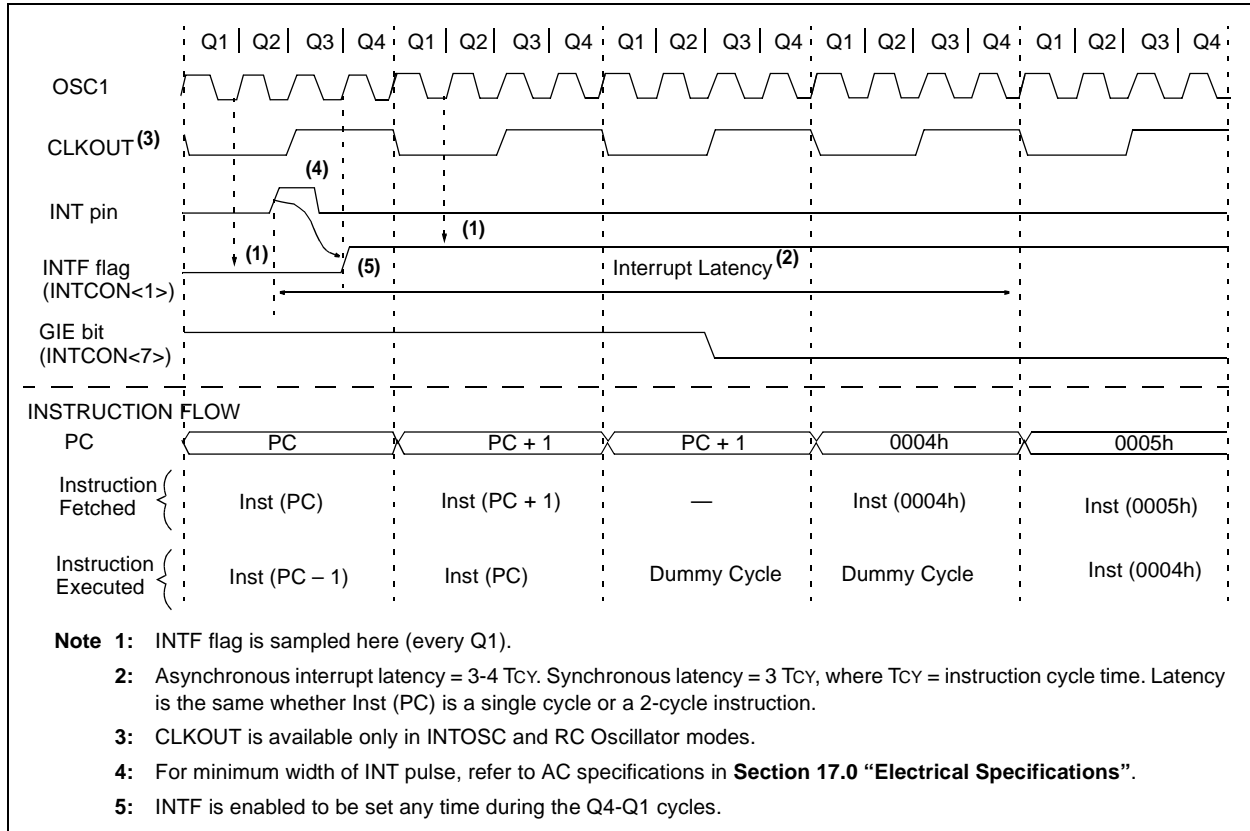 Q1 | Q2 | Q3 | Q4 Q1 | Q2 | Q3 | Q4 Q1 | Q2 | Q3 | Q4 Q1 | Q2 | Q3 | Q4 Q1 | Q2 | Q3 | Q4
OSC1
CLKOUT (3)
(4)
INT pin
(1)
(1)
INTF flag
(INTCON<1>)
(5)
Interrupt Latency (2)
GIE bit
(INTCON<7>)
INSTRUCTION FLOW
PC PC PC + 1 PC + 1 0004h 0005h
Instruction
Fetched
Inst (PC) Inst (PC + 1) — Inst (0004h) Inst (0005h)
Instruction
Executed
Inst (PC – 1) Inst (PC) Dummy Cycle Dummy Cycle Inst (0004h)
Note 1: INTF flag is sampled here (every Q1).
2: Asynchronous interrupt latency = 3-4 TCY. Synchronous latency = 3 TCY, where TCY = instruction cycle time. Latency
is the same whether Inst (PC) is a single cycle or a 2-cycle instruction.
3: CLKOUT is available only in INTOSC and RC Oscillator modes.
4: For minimum width of INT pulse, refer to AC specifications in Section 17.0 “Electrical Specifications”.
5: INTF is enabled to be set any time during the Q4-Q1 cycles.